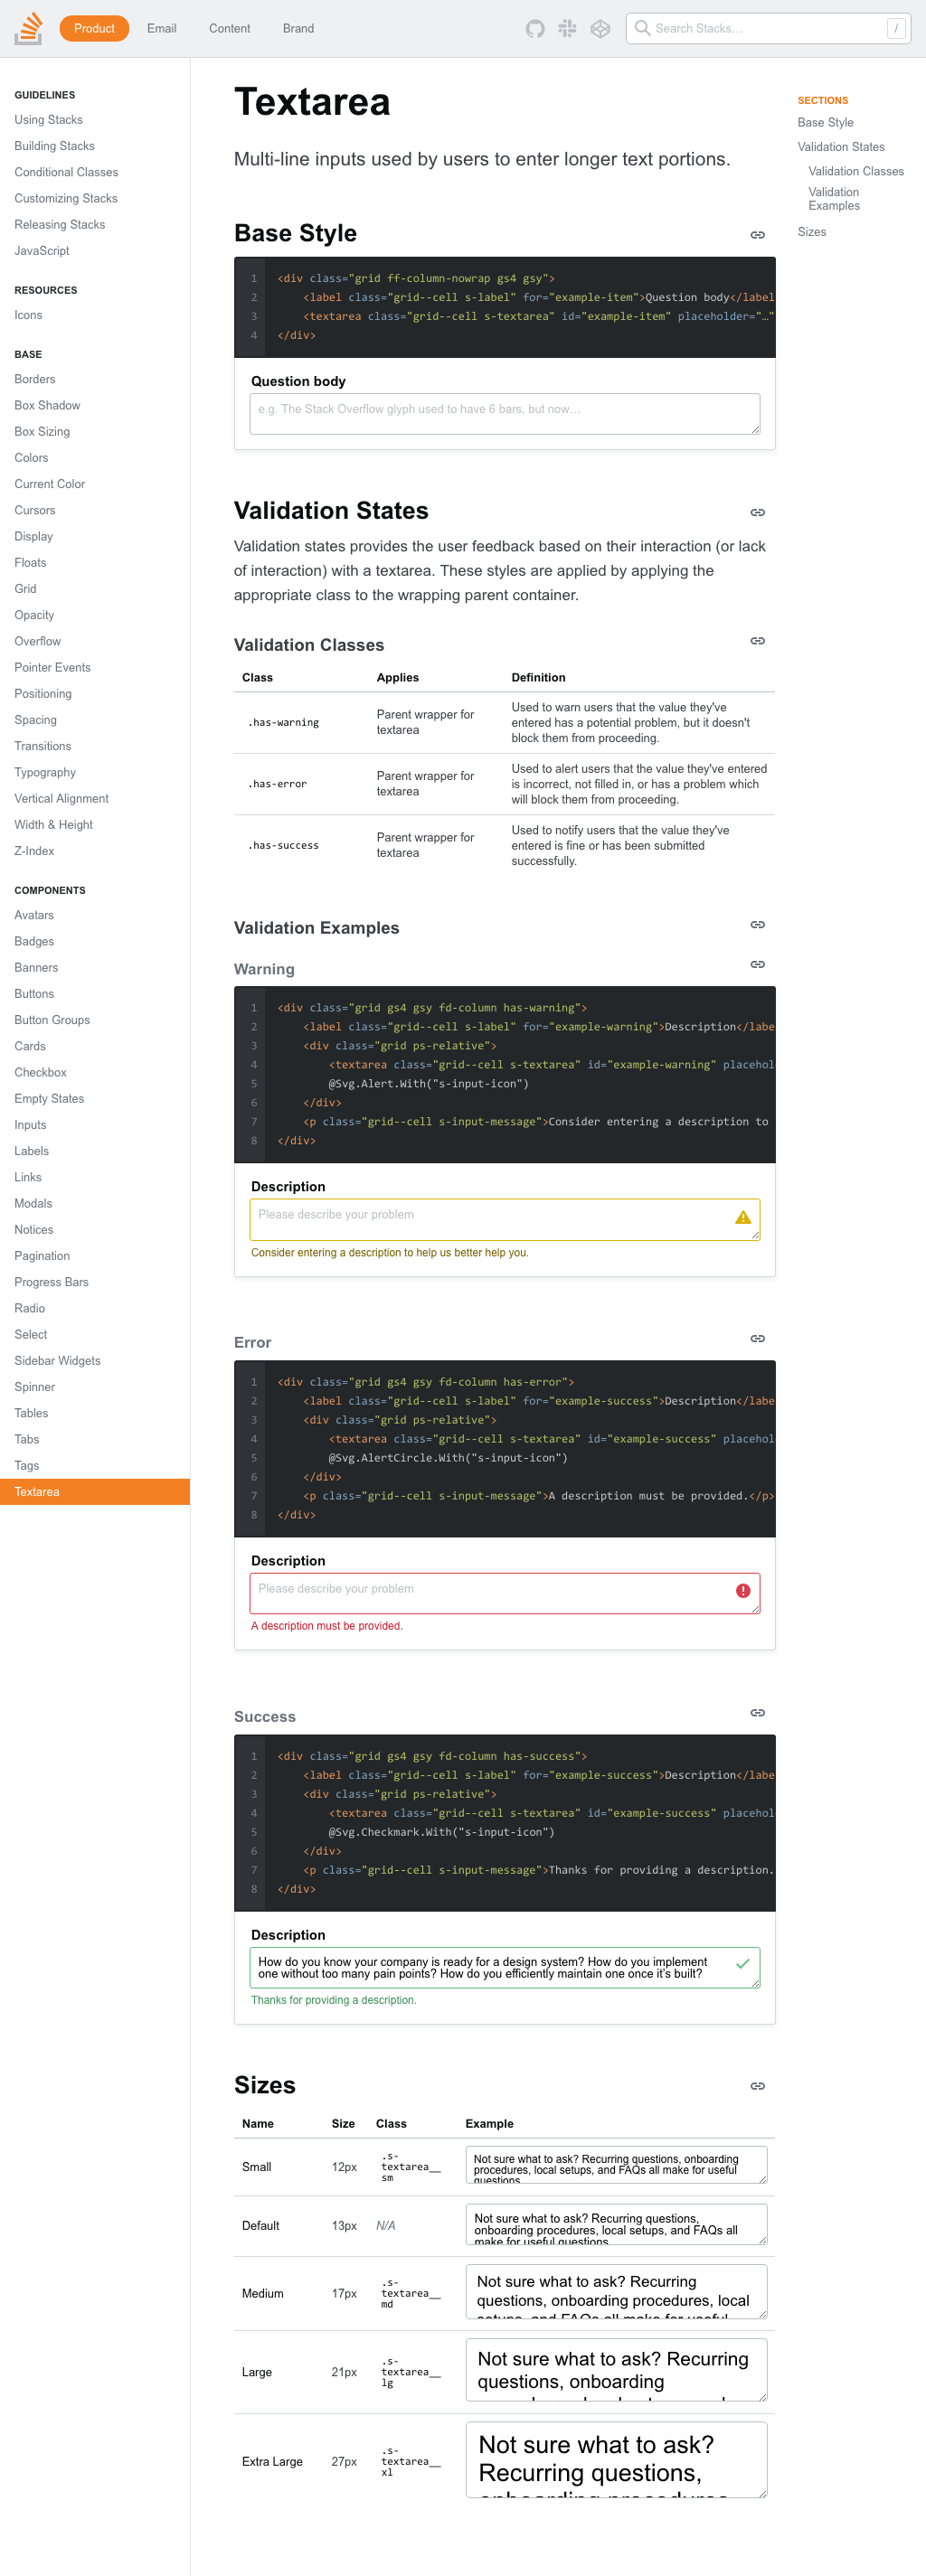 Product Email Content Brand Search Stacks… /
GUIDELINES
Using Stacks
Building Stacks
Conditional Classes
Customizing Stacks
Releasing Stacks
JavaScript
RESOURCES
Icons
BASE
Borders
Box Shadow
Box Sizing
Colors
Current Color
Cursors
Display
Floats
Grid
Opacity
Overflow
Pointer Events
Positioning
Spacing
Transitions
Typography
Vertical Alignment
Width & Height
Z-Index
COMPONENTS
Avatars
Badges
Banners
Buttons
Button Groups
Cards
Checkbox
Empty States
Inputs
Labels
Links
Modals
Notices
Pagination
Progress Bars
Radio
Select
Sidebar Widgets
Spinner
Tables
Tabs
Tags
Textarea
Textarea
Multi-line inputs used by users to enter longer text portions.
Base Style
1 <div class="grid ff-column-nowrap gs4 gsy">
2 <label class="grid--cell s-label" for="example-item">Question body</label
3 <textarea class="grid--cell s-textarea" id="example-item" placeholder="…"
4 </div>
Question body
e.g. The Stack Overflow glyph used to have 6 bars, but now…
Validation States
Validation states provides the user feedback based on their interaction (or lack
of interaction) with a textarea. These styles are applied by applying the
appropriate class to the wrapping parent container.
Validation Classes
Class Applies Definition
.has-warning
Parent wrapper for
textarea
Used to warn users that the value they've
entered has a potential problem, but it doesn't
block them from proceeding.
.has-error
Parent wrapper for
textarea
Used to alert users that the value they've entered
is incorrect, not filled in, or has a problem which
will block them from proceeding.
.has-success
Parent wrapper for
textarea
Used to notify users that the value they've
entered is fine or has been submitted
successfully.
Validation Examples
Warning
1 <div class="grid gs4 gsy fd-column has-warning">
2 <label class="grid--cell s-label" for="example-warning">Description</labe
3 <div class="grid ps-relative">
4 <textarea class="grid--cell s-textarea" id="example-warning" placehol
5 @Svg.Alert.With("s-input-icon")
6 </div>
7 <p class="grid--cell s-input-message">Consider entering a description to
8 </div>
Description
Please describe your problem
Consider entering a description to help us better help you.
Error
1 <div class="grid gs4 gsy fd-column has-error">
2 <label class="grid--cell s-label" for="example-success">Description</labe
3 <div class="grid ps-relative">
4 <textarea class="grid--cell s-textarea" id="example-success" placehol
5 @Svg.AlertCircle.With("s-input-icon")
6 </div>
7 <p class="grid--cell s-input-message">A description must be provided.</p>
8 </div>
Description
Please describe your problem
A description must be provided.
Success
1 <div class="grid gs4 gsy fd-column has-success">
2 <label class="grid--cell s-label" for="example-success">Description</labe
3 <div class="grid ps-relative">
4 <textarea class="grid--cell s-textarea" id="example-success" placehol
5 @Svg.Checkmark.With("s-input-icon")
6 </div>
7 <p class="grid--cell s-input-message">Thanks for providing a description.
8 </div>
Description
How do you know your company is ready for a design system? How do you implement
one without too many pain points? How do you efficiently maintain one once it's built?
Thanks for providing a description.
Sizes
Name Size Class Example
Small 12px
.s-
textarea__
sm
Not sure what to ask? Recurring questions, onboarding
procedures, local setups, and FAQs all make for useful
questions
Default 13px N/A
Not sure what to ask? Recurring questions,
onboarding procedures, local setups, and FAQs all
make for useful questions
Medium 17px
.s-
textarea__
md
Not sure what to ask? Recurring
questions, onboarding procedures, local
setups, and FAQs all make for useful
Large 21px
.s-
textarea__
lg
Not sure what to ask? Recurring
questions, onboarding
Extra Large 27px
.s-
textarea__
xl
Not sure what to ask?
Recurring questions,
onboarding procedures
SECTIONS
Base Style
Validation States
Validation Classes
Validation
Examples
Sizes